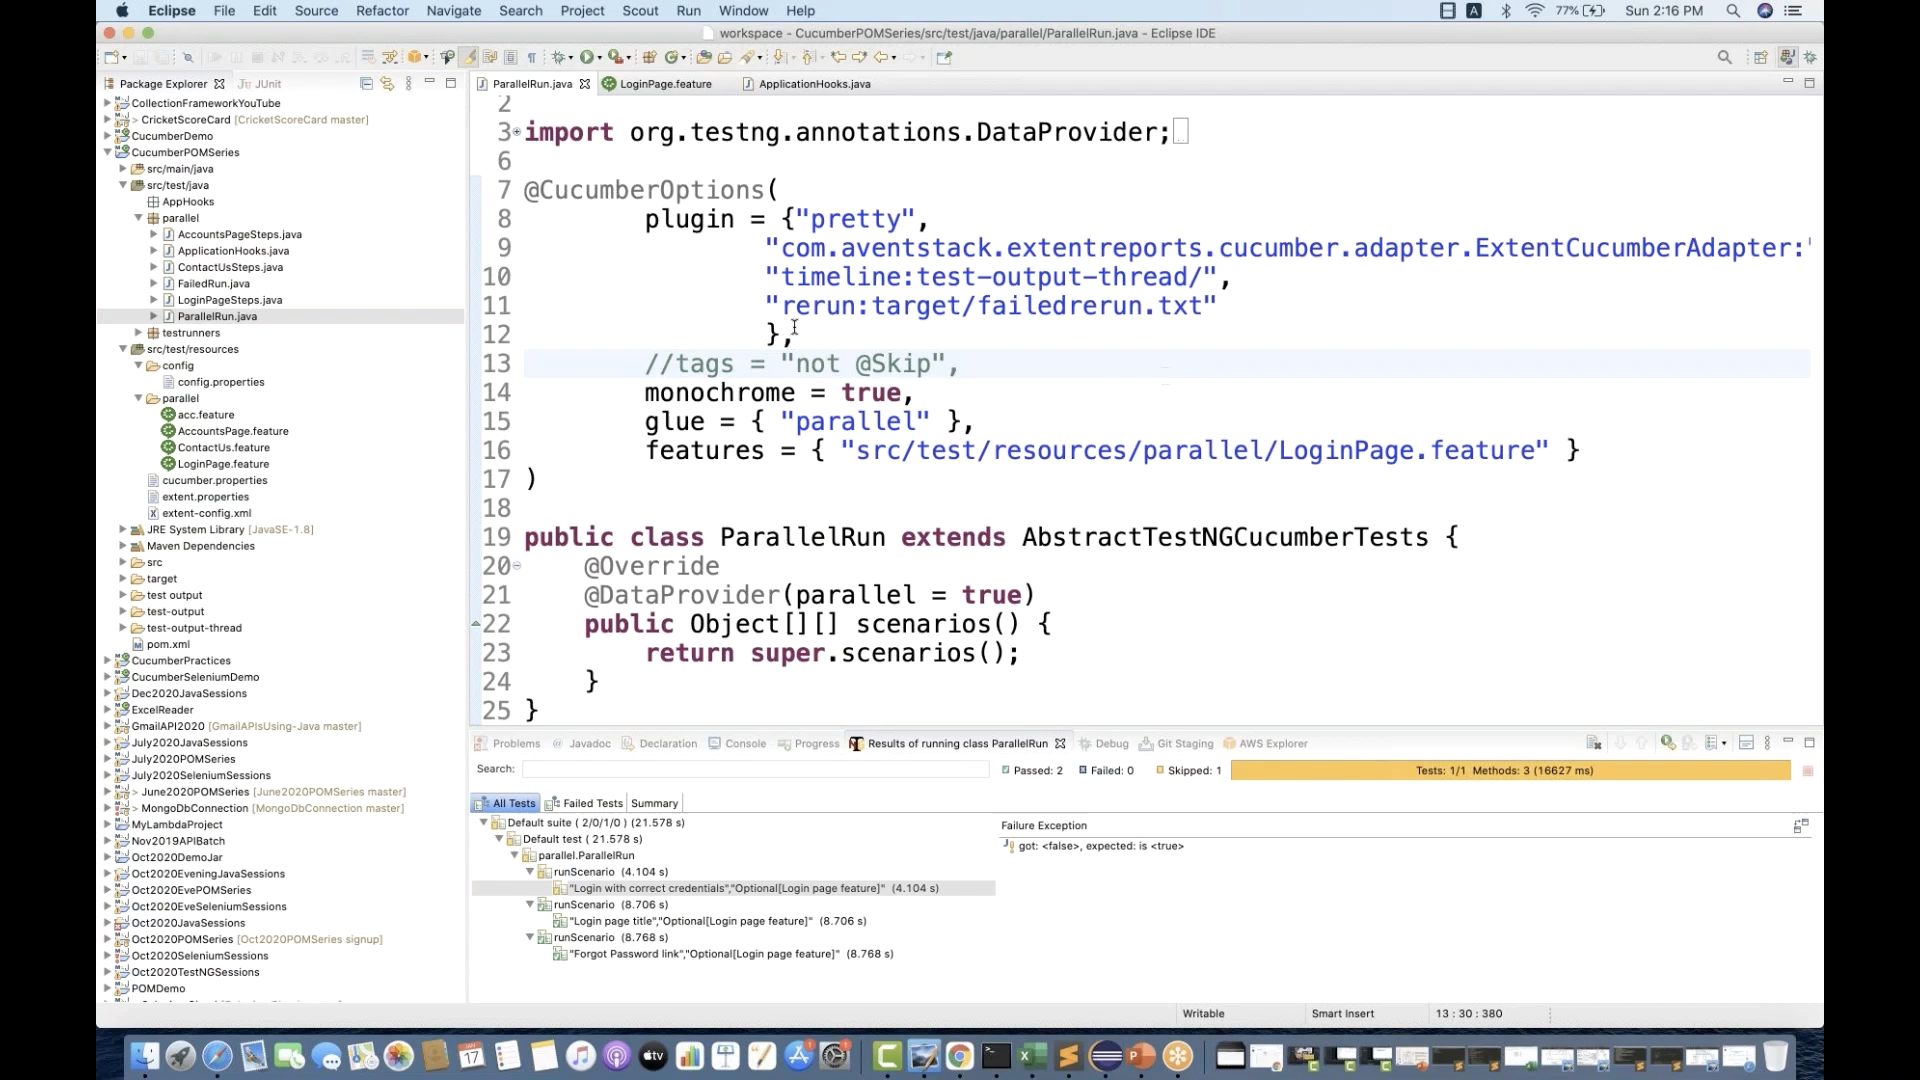 Eclipse File Edit Source Refactor Navigate Search Project Scout Run Window Help
77% Sun 2:16 PM
workspace - CucumberPOMSeries/src/test/java/parallel/ParallelRun.java - Eclipse IDE
Package Explorer JUnit
ParallelRun.java LoginPage.feature ApplicationHooks.java
CollectionFrameworkYouTube
> CricketScoreCard [CricketScoreCard master]
CucumberDemo
CucumberPOMSeries
src/main/java
src/test/java
AppHooks
parallel
AccountsPageSteps.java
ApplicationHooks.java
ContactUsSteps.java
FailedRun.java
LoginPageSteps.java
ParallelRun.java
testrunners
src/test/resources
config
config.properties
parallel
acc.feature
AccountsPage.feature
ContactUs.feature
LoginPage.feature
cucumber.properties
extent.properties
extent-config.xml
JRE System Library [JavaSE-1.8]
Maven Dependencies
src
target
test output
test-output
test-output-thread
pom.xml
CucumberPractices
CucumberSeleniumDemo
Dec2020JavaSessions
ExcelReader
GmailAPI2020 [GmailAPIsUsing-Java master]
July2020JavaSessions
July2020POMSeries
July2020SeleniumSessions
> June2020POMSeries [June2020POMSeries master]
> MongoDbConnection [MongoDbConnection master]
MyLambdaProject
Nov2019APIBatch
Oct2020DemoJar
Oct2020EveningJavaSessions
Oct2020EvePOMSeries
Oct2020EveSeleniumSessions
Oct2020JavaSessions
Oct2020POMSeries [Oct2020POMSeries signup]
Oct2020SeleniumSessions
Oct2020TestNGSessions
POMDemo
2
3 import org.testng.annotations.DataProvider;
6
7 @CucumberOptions(
8 plugin = {"pretty",
9 "com.aventstack.extentreports.cucumber.adapter.ExtentCucumberAdapter:"
10 "timeline:test-output-thread/",
11 "rerun:target/failedrerun.txt"
12 },
13 //tags = "not @Skip",
14 monochrome = true,
15 glue = { "parallel" },
16 features = { "src/test/resources/parallel/LoginPage.feature" }
17 )
18
19 public class ParallelRun extends AbstractTestNGCucumberTests {
20 @Override
21 @DataProvider(parallel = true)
22 public Object[][] scenarios() {
23 return super.scenarios();
24 }
25 }
Problems Javadoc Declaration Console Progress Results of running class ParallelRun Debug Git Staging AWS Explorer
Search: Passed: 2 Failed: 0 Skipped: 1 Tests: 1/1 Methods: 3 (16627 ms)
All Tests Failed Tests Summary
Default suite ( 2/0/1/0 ) (21.578 s)
Default test ( 21.578 s)
parallel.ParallelRun
runScenario (4.104 s)
"Login with correct credentials","Optional[Login page feature]" (4.104 s)
runScenario (8.706 s)
"Login page title","Optional[Login page feature]" (8.706 s)
runScenario (8.768 s)
"Forgot Password link","Optional[Login page feature]" (8.768 s)
Failure Exception
got: <false>, expected: is <true>
Writable Smart Insert 13 : 30 : 380
17
tv